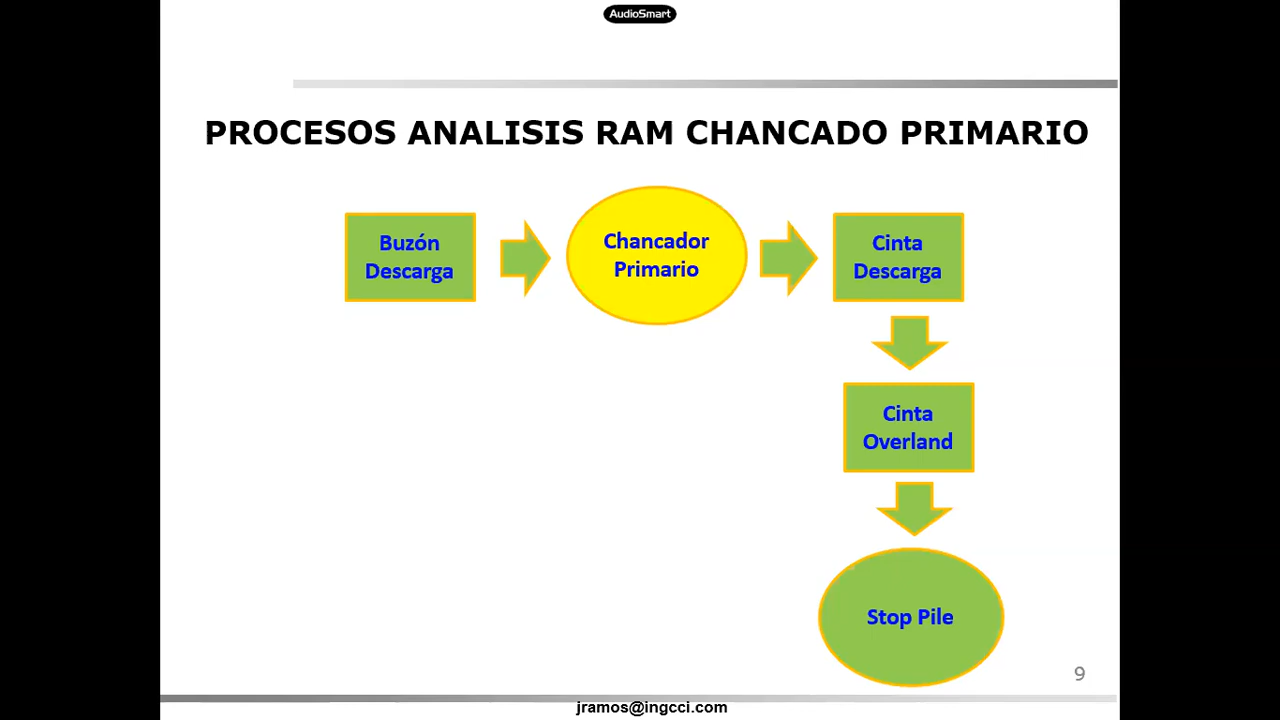 AudioSmart
PROCESOS ANALISIS RAM CHANCADO PRIMARIO
Buzón
Descarga
Chancador
Primario
Cinta
Descarga
Cinta
Overland
Stop Pile
9
jramos@ingcci.com